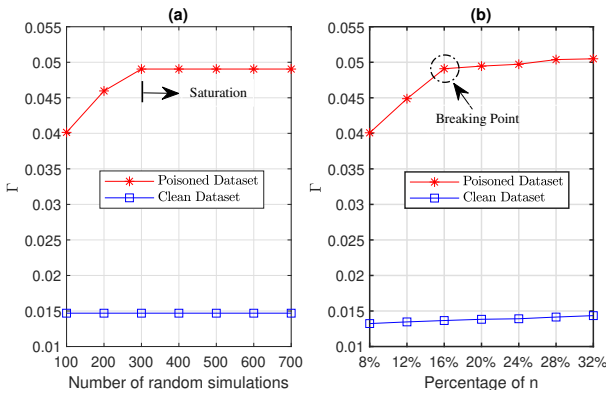 (a)
0.055
0.05
0.045
0.04
0.035
0.03
0.025
0.02
0.015
0.01
Γ
Saturation
Poisoned Dataset
Clean Dataset
100 200 300 400 500 600 700
Number of random simulations
(b)
0.055
0.05
0.045
0.04
0.035
0.03
0.025
0.02
0.015
0.01
Γ
Breaking Point
Poisoned Dataset
Clean Dataset
8% 12% 16% 20% 24% 28% 32%
Percentage of n